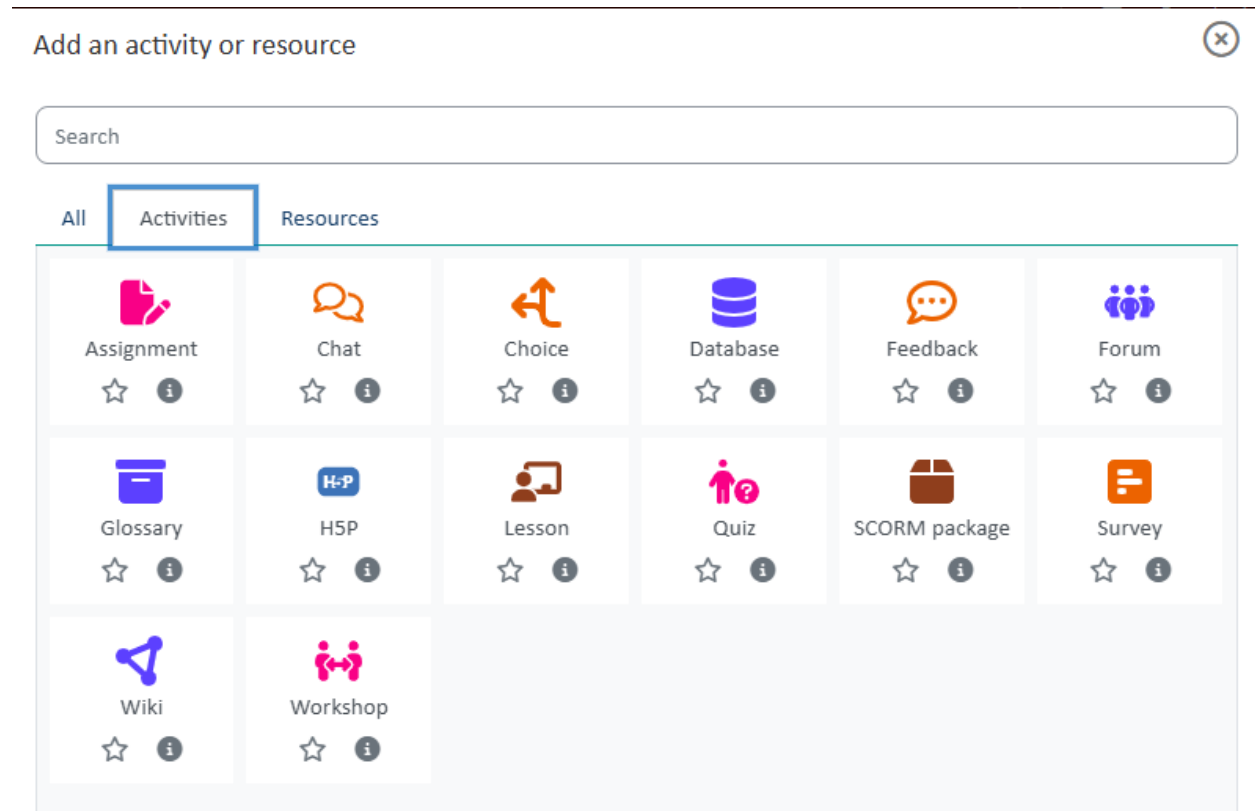 Add an activity or resource
Search
All Activities Resources
Assignment Chat Choice Database Feedback Forum
H-P
Glossary H5P Lesson Quiz SCORM package Survey
Wiki Workshop